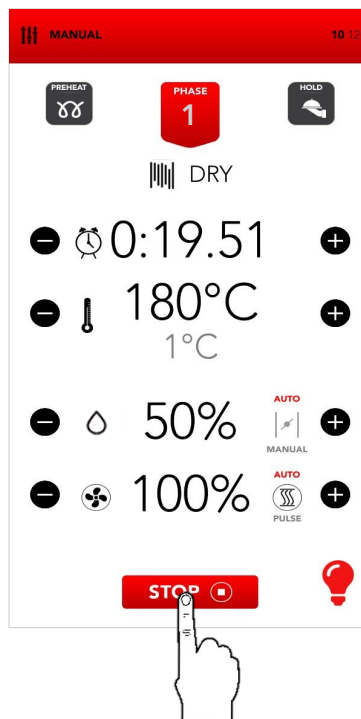 MANUAL 10 12
PREHEAT
PHASE
1
HOLD
DRY
0:19.51
180°C
1°C
50%
AUTO
MANUAL
100%
AUTO
PULSE
STOP